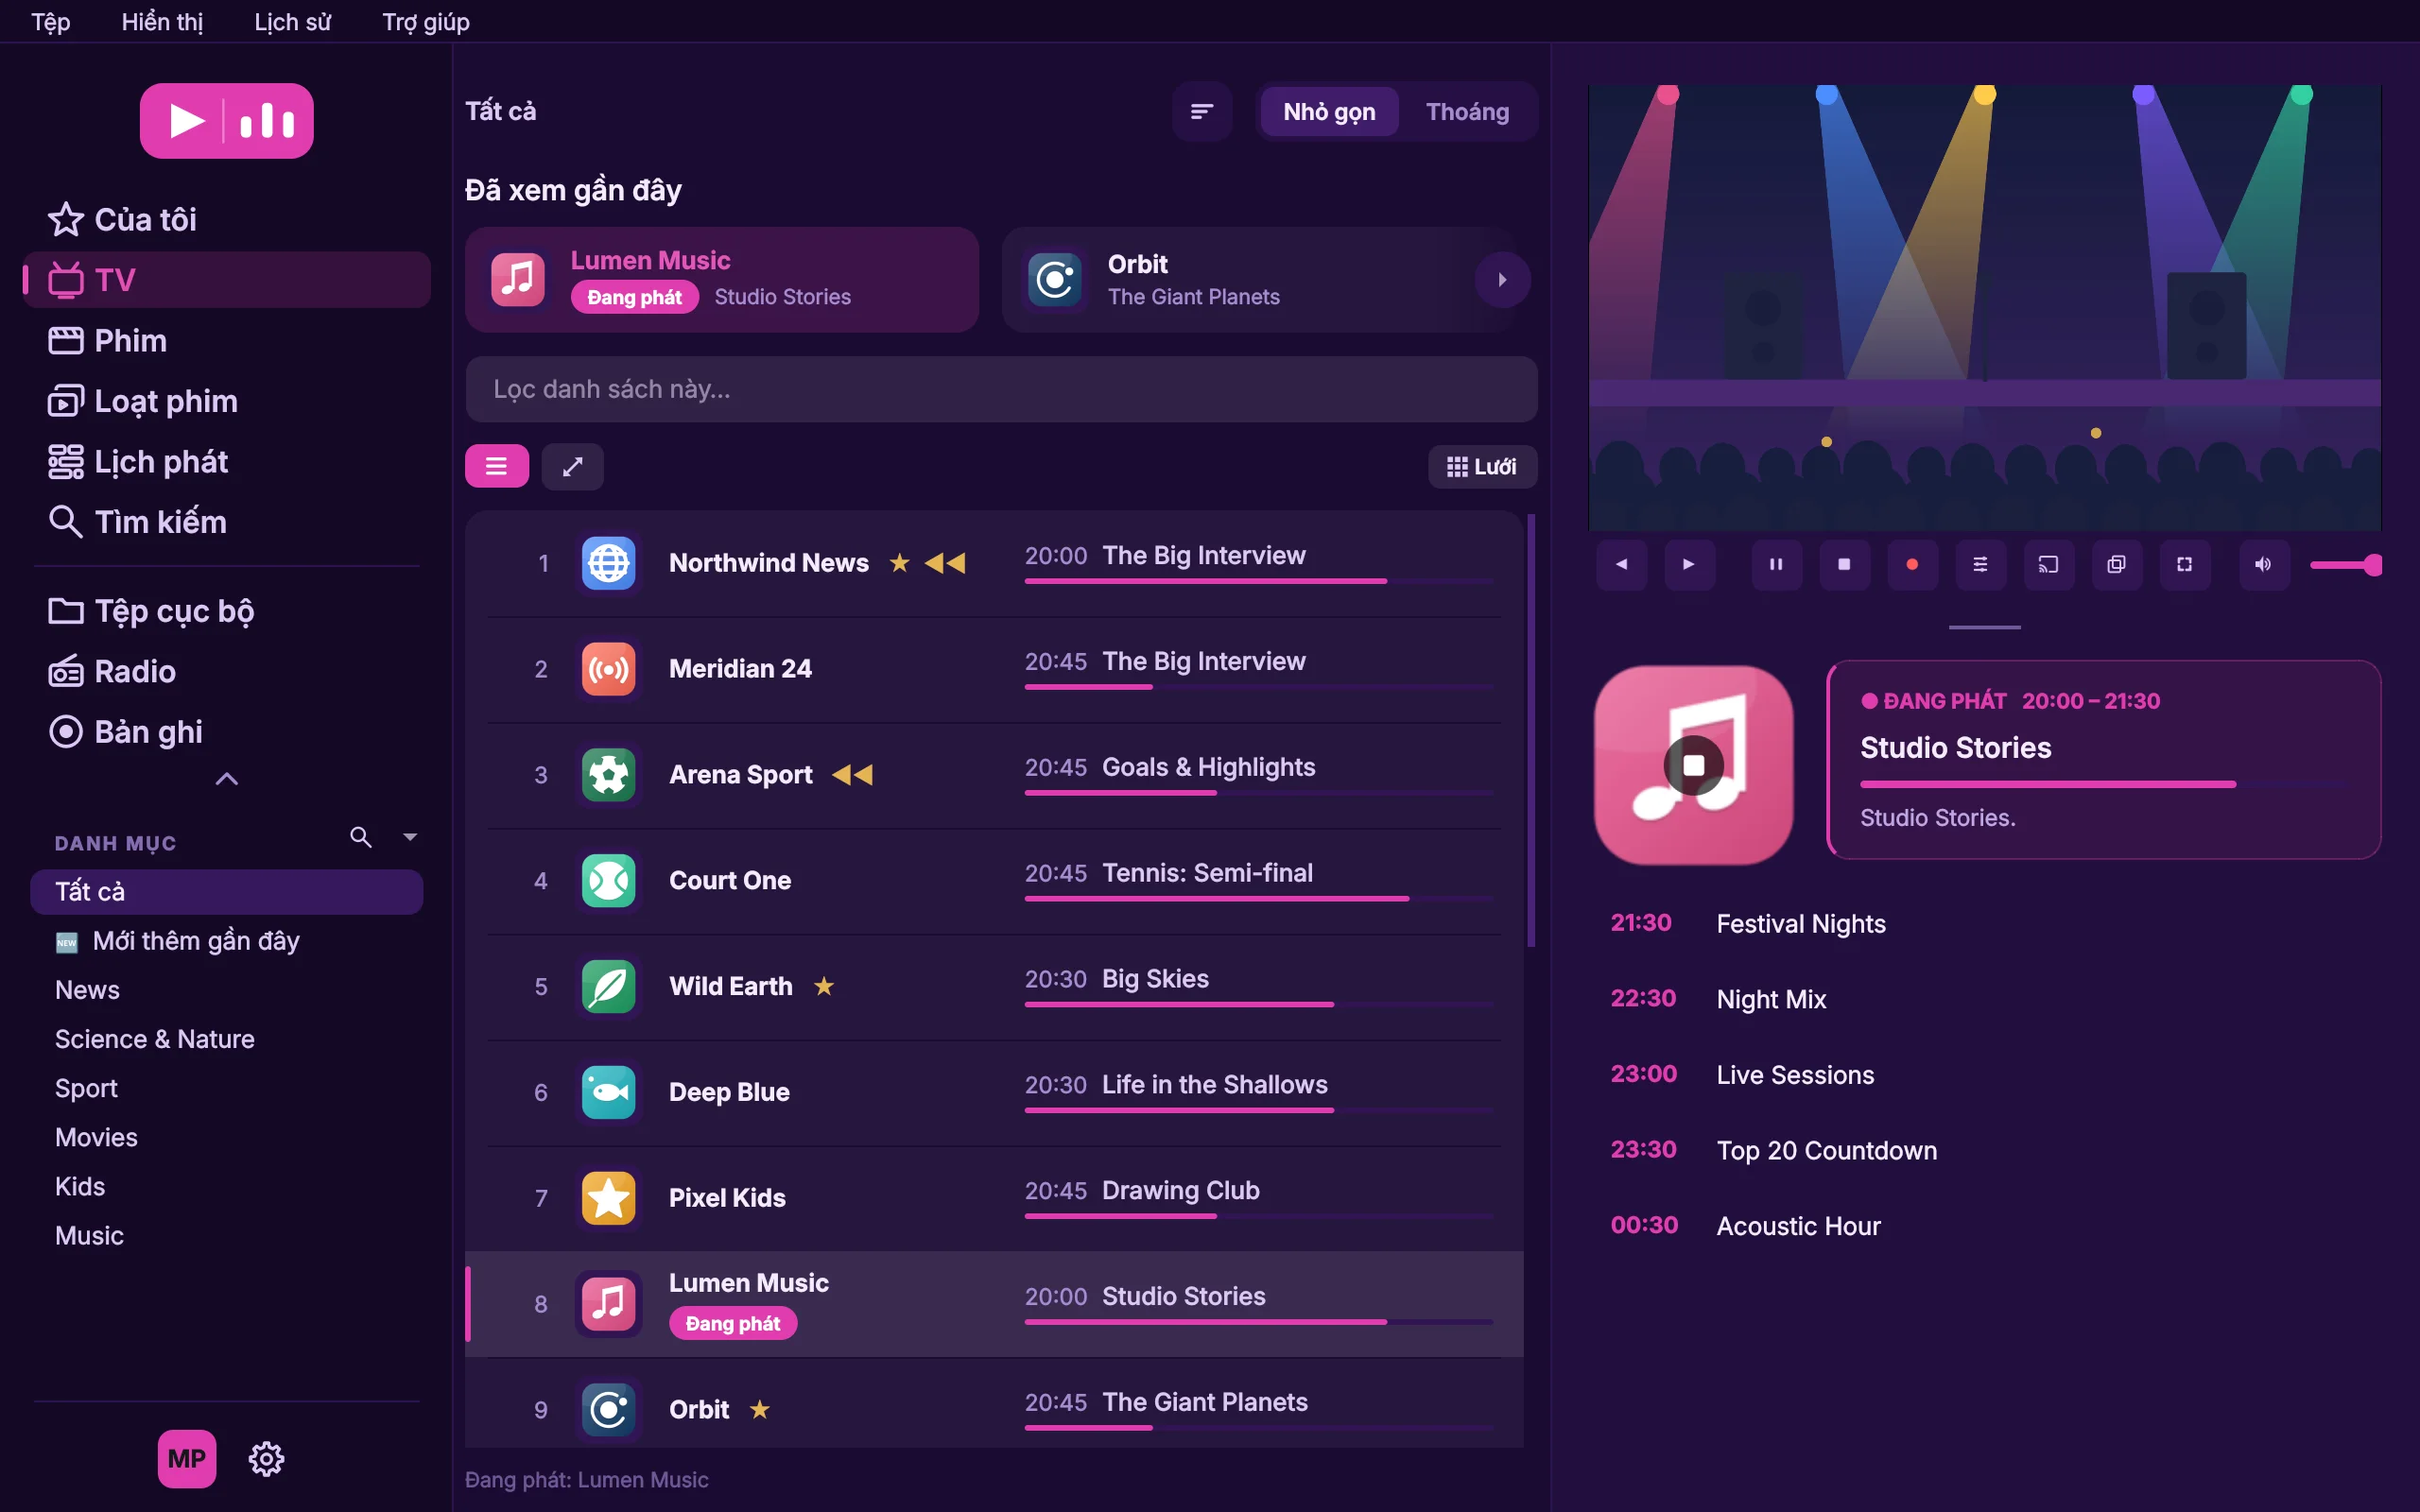 Tệp Hiển thị Lịch sử Trợ giúp
Của tôi
TV
Phim
Loạt phim
Lịch phát
Tìm kiếm
Tệp cục bộ
Radio
Bản ghi
DANH MỤC
Tất cả
NEW Mới thêm gần đây
News
Science & Nature
Sport
Movies
Kids
Music
MP
Tất cả
Nhỏ gọn Thoáng
Đã xem gần đây
Lumen Music
Đang phát Studio Stories
Orbit
The Giant Planets
Lọc danh sách này...
Lưới
1 Northwind News 20:00 The Big Interview
2 Meridian 24 20:45 The Big Interview
3 Arena Sport 20:45 Goals & Highlights
4 Court One 20:45 Tennis: Semi-final
5 Wild Earth 20:30 Big Skies
6 Deep Blue 20:30 Life in the Shallows
7 Pixel Kids 20:45 Drawing Club
8 Lumen Music 20:00 Studio Stories
Đang phát
9 Orbit 20:45 The Giant Planets
Đang phát: Lumen Music
ĐANG PHÁT 20:00 – 21:30
Studio Stories
Studio Stories.
21:30 Festival Nights
22:30 Night Mix
23:00 Live Sessions
23:30 Top 20 Countdown
00:30 Acoustic Hour